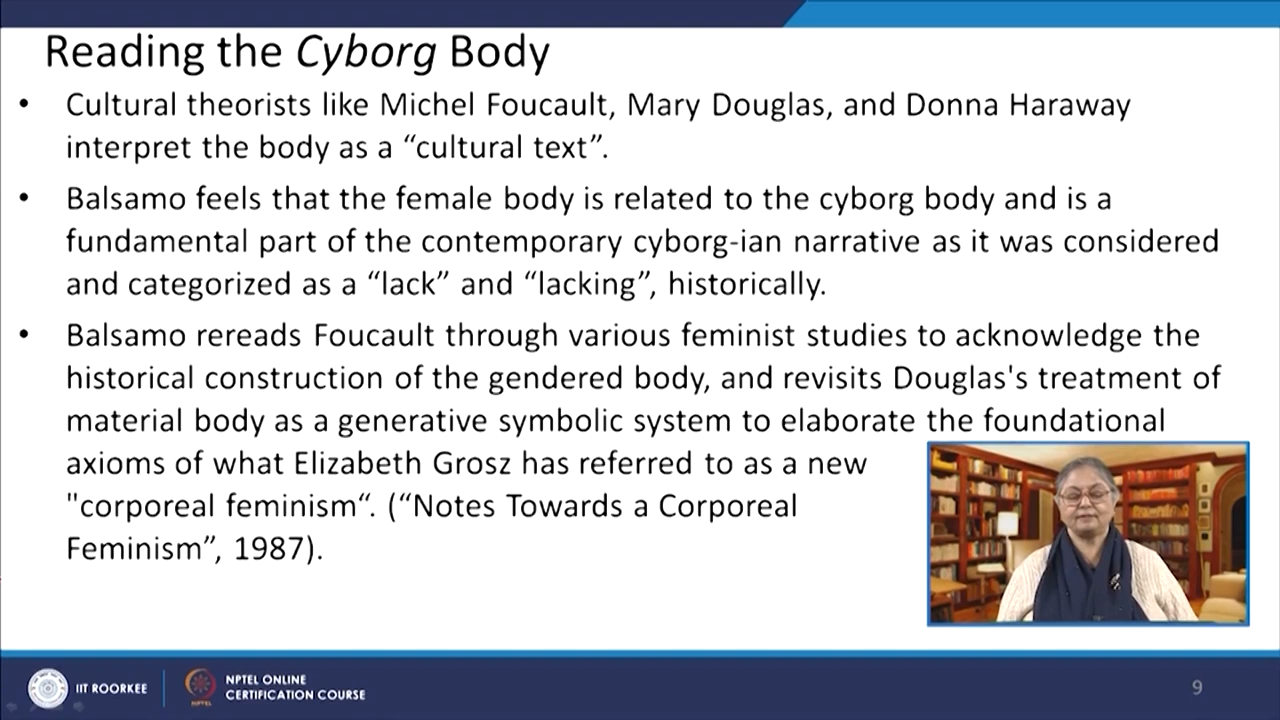 Reading the Cyborg Body
• Cultural theorists like Michel Foucault, Mary Douglas, and Donna Haraway
interpret the body as a “cultural text”.
• Balsamo feels that the female body is related to the cyborg body and is a
fundamental part of the contemporary cyborg-ian narrative as it was considered
and categorized as a “lack” and “lacking”, historically.
• Balsamo rereads Foucault through various feminist studies to acknowledge the
historical construction of the gendered body, and revisits Douglas's treatment of
material body as a generative symbolic system to elaborate the foundational
axioms of what Elizabeth Grosz has referred to as a new
"corporeal feminism“. (“Notes Towards a Corporeal
Feminism”, 1987).
IIT ROORKEE
NPTEL ONLINE
CERTIFICATION COURSE
NPTEL
9